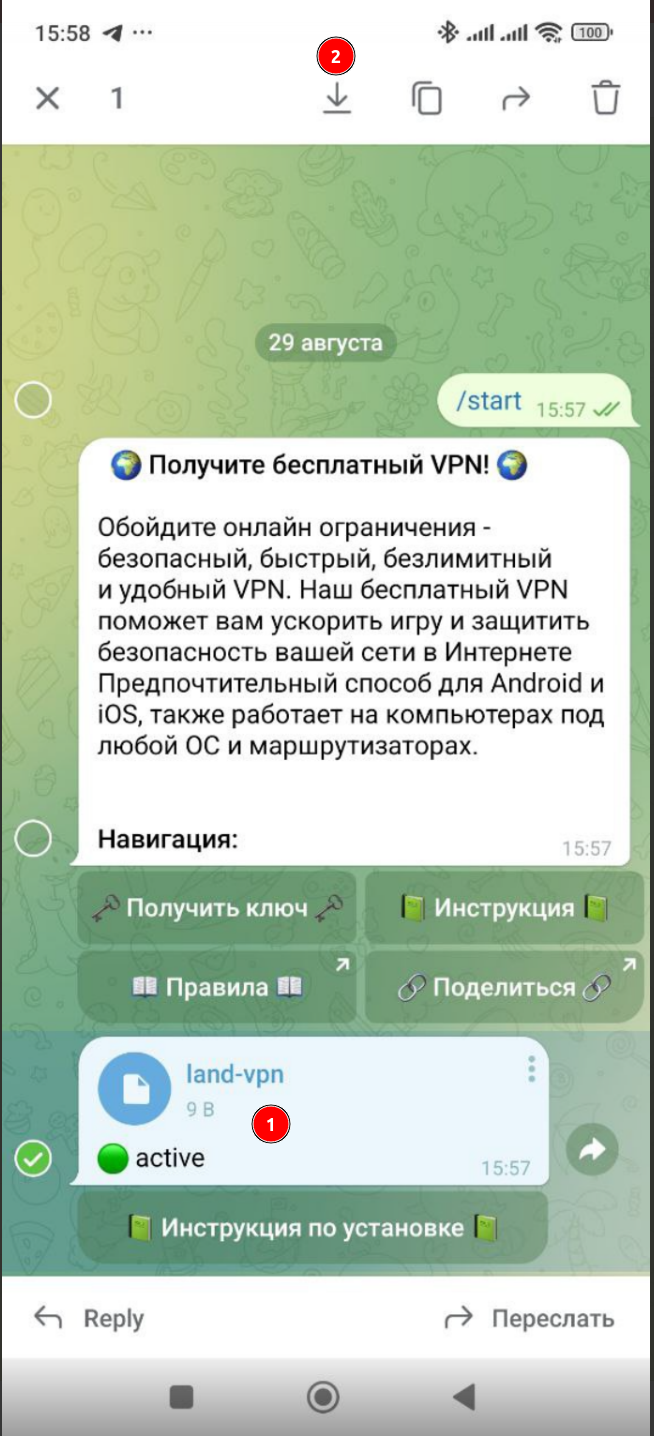 15:58 ... 100
2
1
29 августа
/start 15:57
Получите бесплатный VPN!
Обойдите онлайн ограничения -
безопасный, быстрый, безлимитный
и удобный VPN. Наш бесплатный VPN
поможет вам ускорить игру и защитить
безопасность вашей сети в Интернете
Предпочтительный способ для Android и
iOS, также работает на компьютерах под
любой ОС и маршрутизаторах.
Навигация: 15:57
Получить ключ Инструкция
Правила Поделиться
land-vpn
9 B
1
active 15:57
Инструкция по установке
Reply Переслать